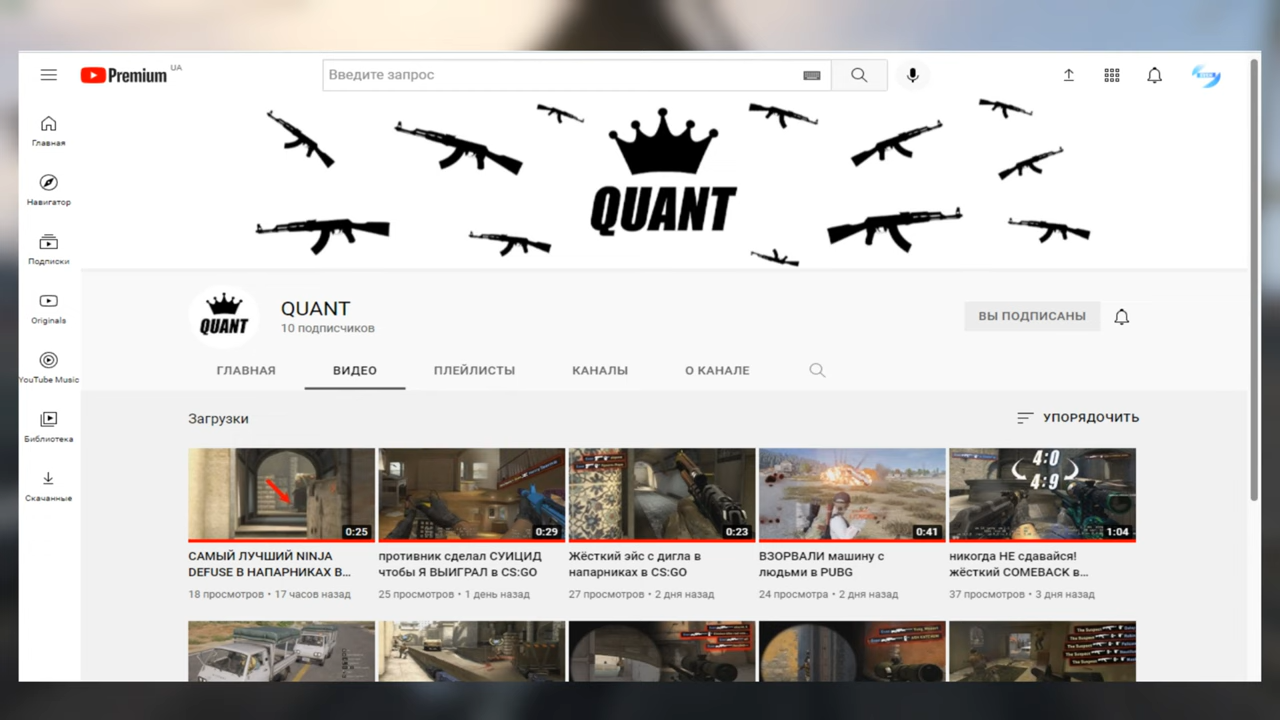 Premium UA
Введите запрос
Главная
Навигатор
Подписки
Originals
YouTube Music
Библиотека
Скачанные
QUANT
QUANT
QUANT
10 подписчиков
ВЫ ПОДПИСАНЫ
ГЛАВНАЯ ВИДЕО ПЛЕЙЛИСТЫ КАНАЛЫ О КАНАЛЕ
Загрузки
УПОРЯДОЧИТЬ
0:25
САМЫЙ ЛУЧШИЙ NINJA
DEFUSE В НАПАРНИКАХ В...
18 просмотров • 17 часов назад
0:29
противник сделал СУИЦИД
чтобы Я ВЫИГРАЛ в CS:GO
25 просмотров • 1 день назад
0:23
Жёсткий эйс с дигла в
напарниках в CS:GO
27 просмотров • 2 дня назад
0:41
ВЗОРВАЛИ машину с
людьми в PUBG
24 просмотра • 2 дня назад
4:0
4:9
1:04
никогда НЕ сдавайся!
жёсткий COMEBACK в...
37 просмотров • 3 дня назад